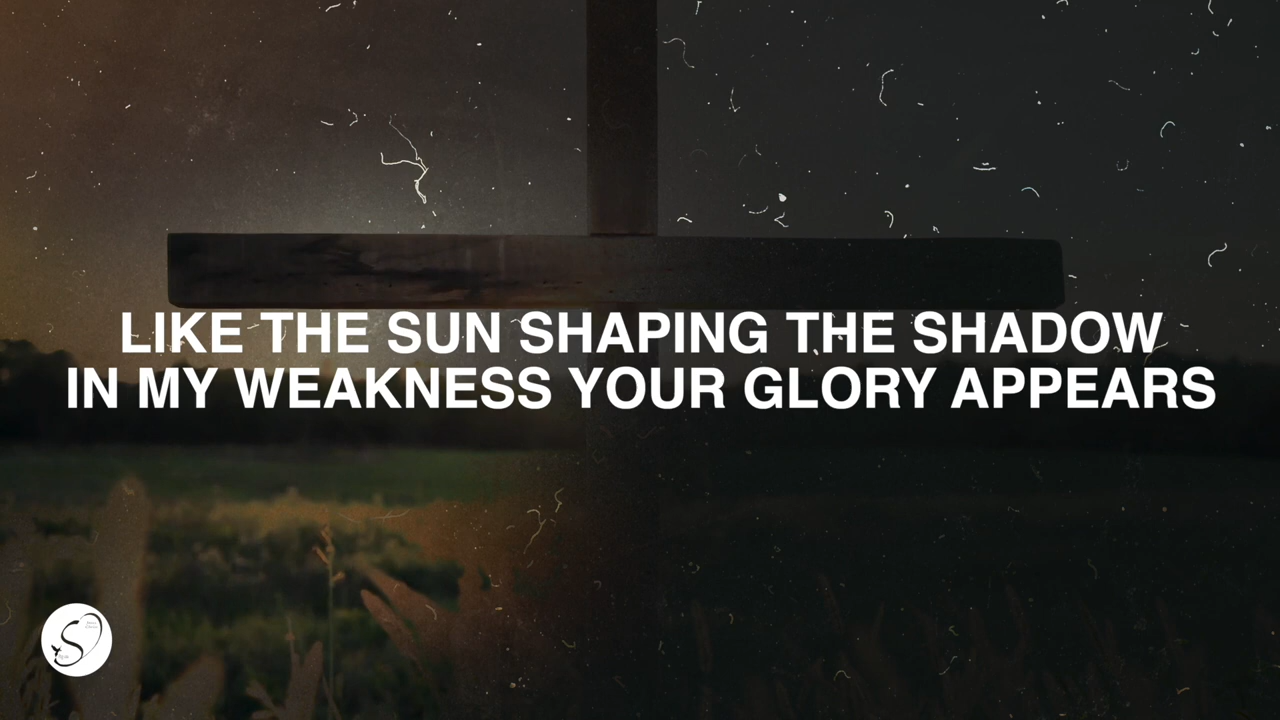 LIKE THE SUN SHAPING THE SHADOW
IN MY WEAKNESS YOUR GLORY APPEARS
S